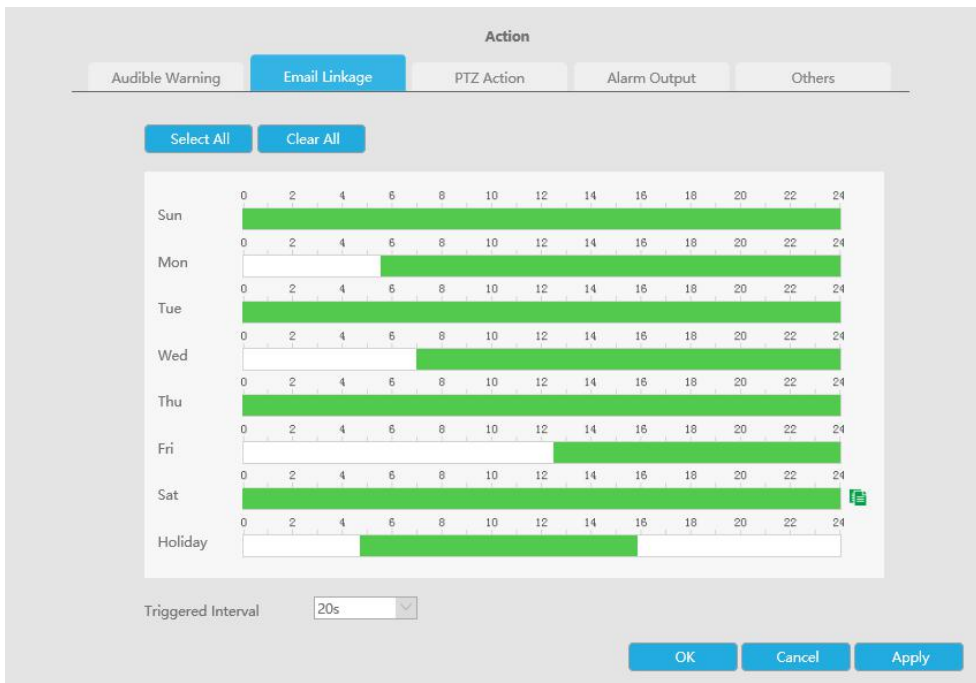 Action
Audible Warning Email Linkage PTZ Action Alarm Output Others
Select All Clear All
0 2 4 6 8 10 12 14 16 18 20 22 24
Sun
0 2 4 6 8 10 12 14 16 18 20 22 24
Mon
0 2 4 6 8 10 12 14 16 18 20 22 24
Tue
0 2 4 6 8 10 12 14 16 18 20 22 24
Wed
0 2 4 6 8 10 12 14 16 18 20 22 24
Thu
0 2 4 6 8 10 12 14 16 18 20 22 24
Fri
0 2 4 6 8 10 12 14 16 18 20 22 24
Sat
0 2 4 6 8 10 12 14 16 18 20 22 24
Holiday
Triggered Interval 20s
OK Cancel Apply